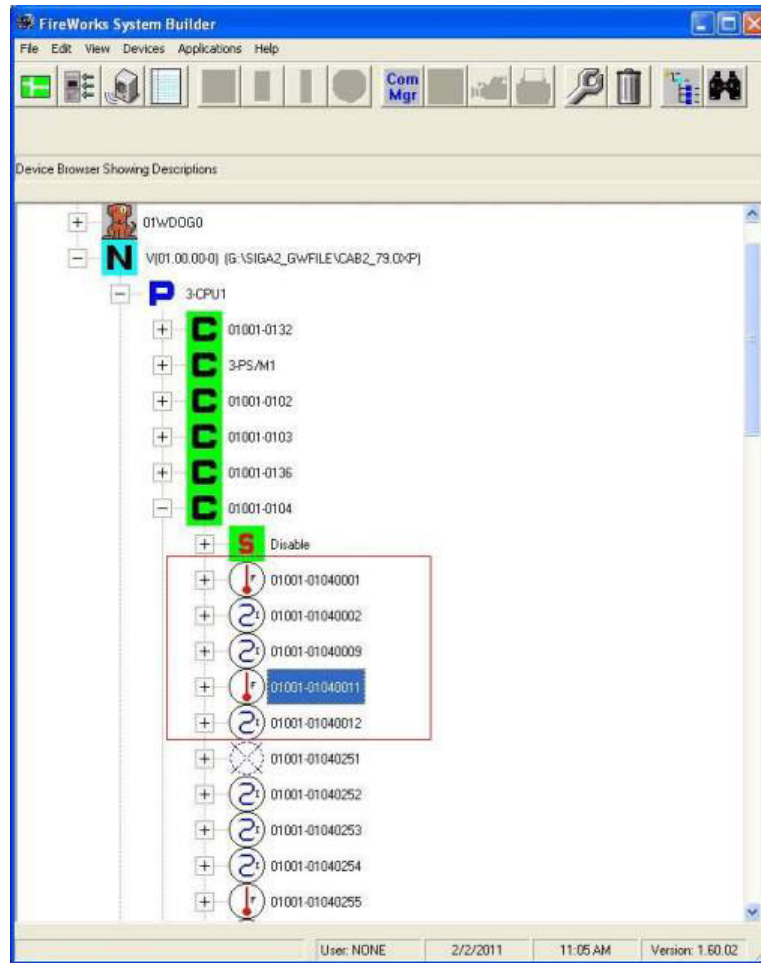 FireWorks System Builder
File Edit View Devices Applications Help
Com
Mgr
Device Browser Showing Descriptions
01WDOG0
N V(01.00.00-0) (G:\SIGA2_GWFILE\CAB2_79.0XP)
P 3-CPU1
C 01001-0132
C 3-PS/M1
C 01001-0102
C 01001-0103
C 01001-0136
C 01001-0104
S Disable
F 01001-01040001
I 01001-01040002
I 01001-01040009
F 01001-01040011
I 01001-01040012
01001-01040251
I 01001-01040252
I 01001-01040253
I 01001-01040254
F 01001-01040255
User: NONE 2/2/2011 11:05 AM Version: 1.60.02